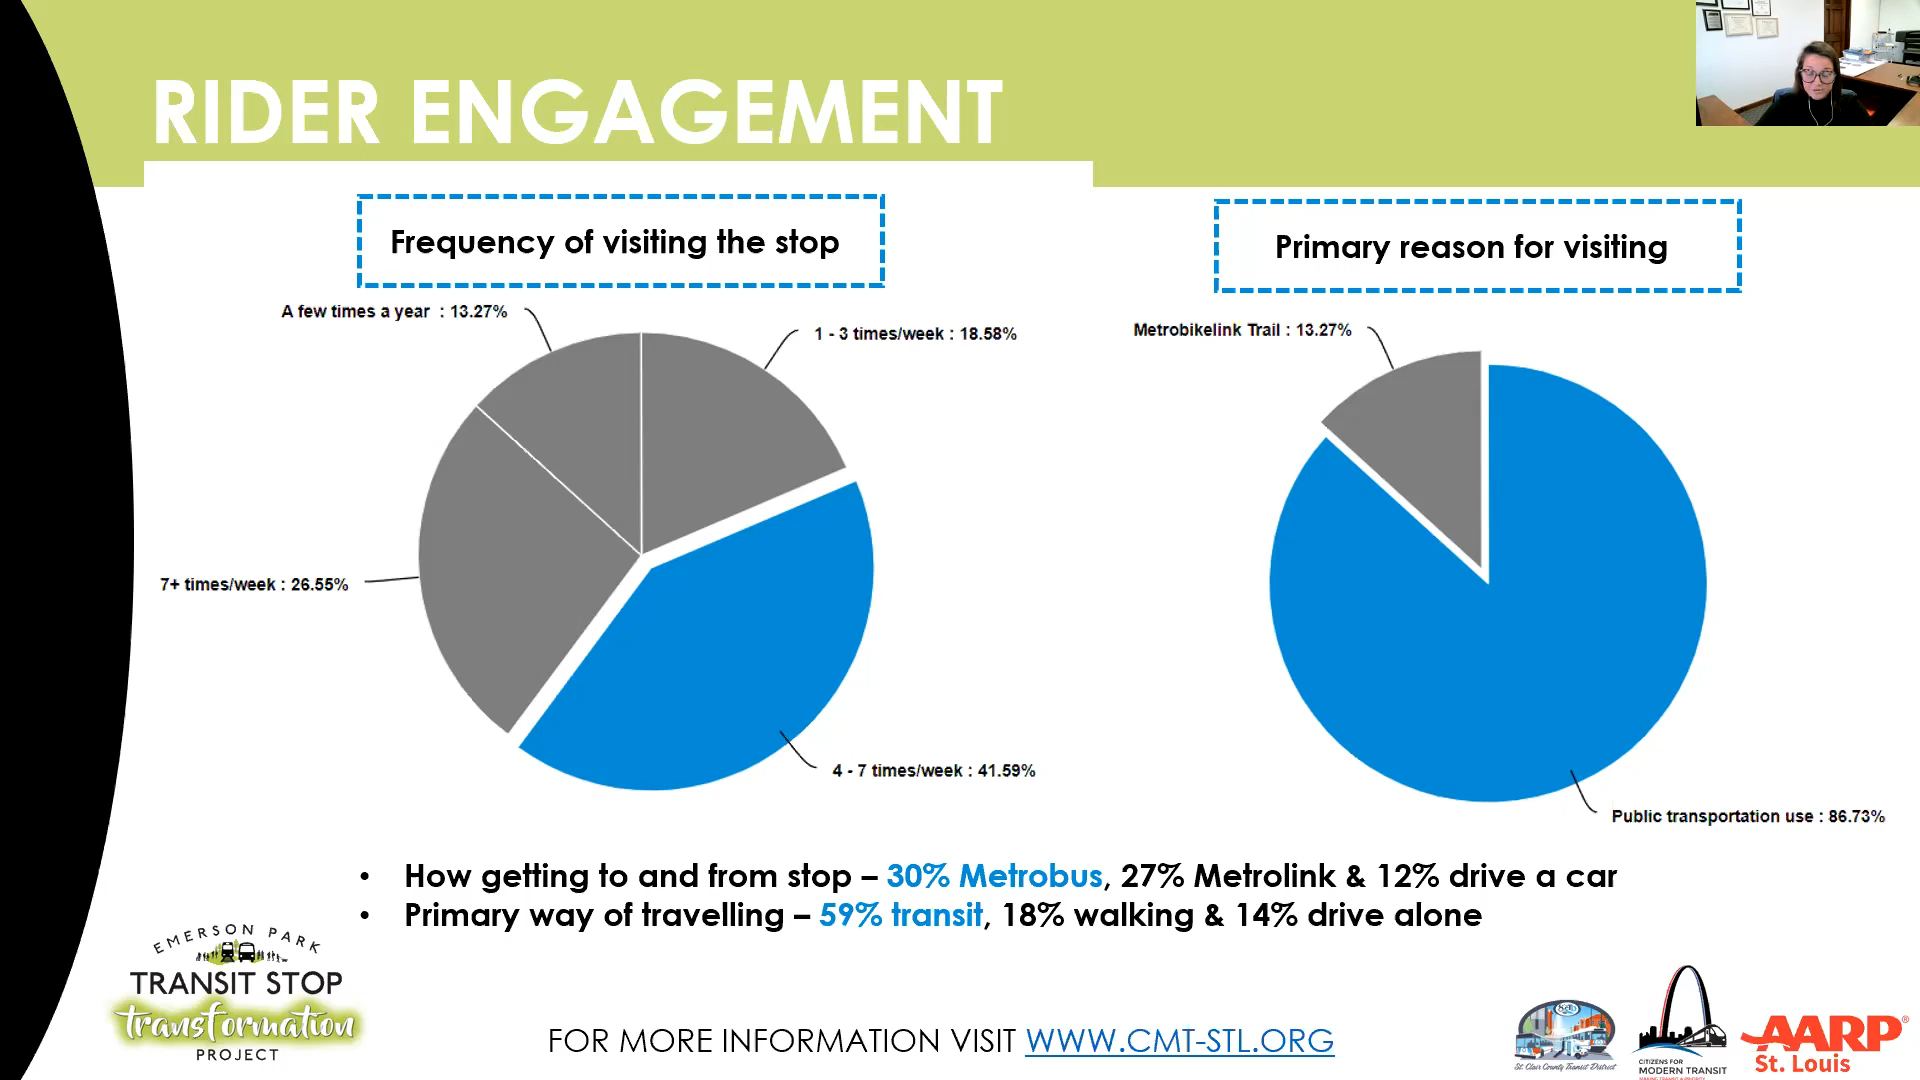 RIDER ENGAGEMENT
Frequency of visiting the stop
Primary reason for visiting
A few times a year : 13.27%
1 - 3 times/week : 18.58%
7+ times/week : 26.55%
4 - 7 times/week : 41.59%
Metrobikelink Trail : 13.27%
Public transportation use : 86.73%
• How getting to and from stop – 30% Metrobus, 27% Metrolink & 12% drive a car
• Primary way of travelling – 59% transit, 18% walking & 14% drive alone
EMERSON PARK
TRANSIT STOP
transformation
PROJECT
FOR MORE INFORMATION VISIT WWW.CMT-STL.ORG
St. Clair County Transit District
CITIZENS FOR
MODERN TRANSIT
MAKING TRANSIT A PRIORITY
AARP®
St. Louis